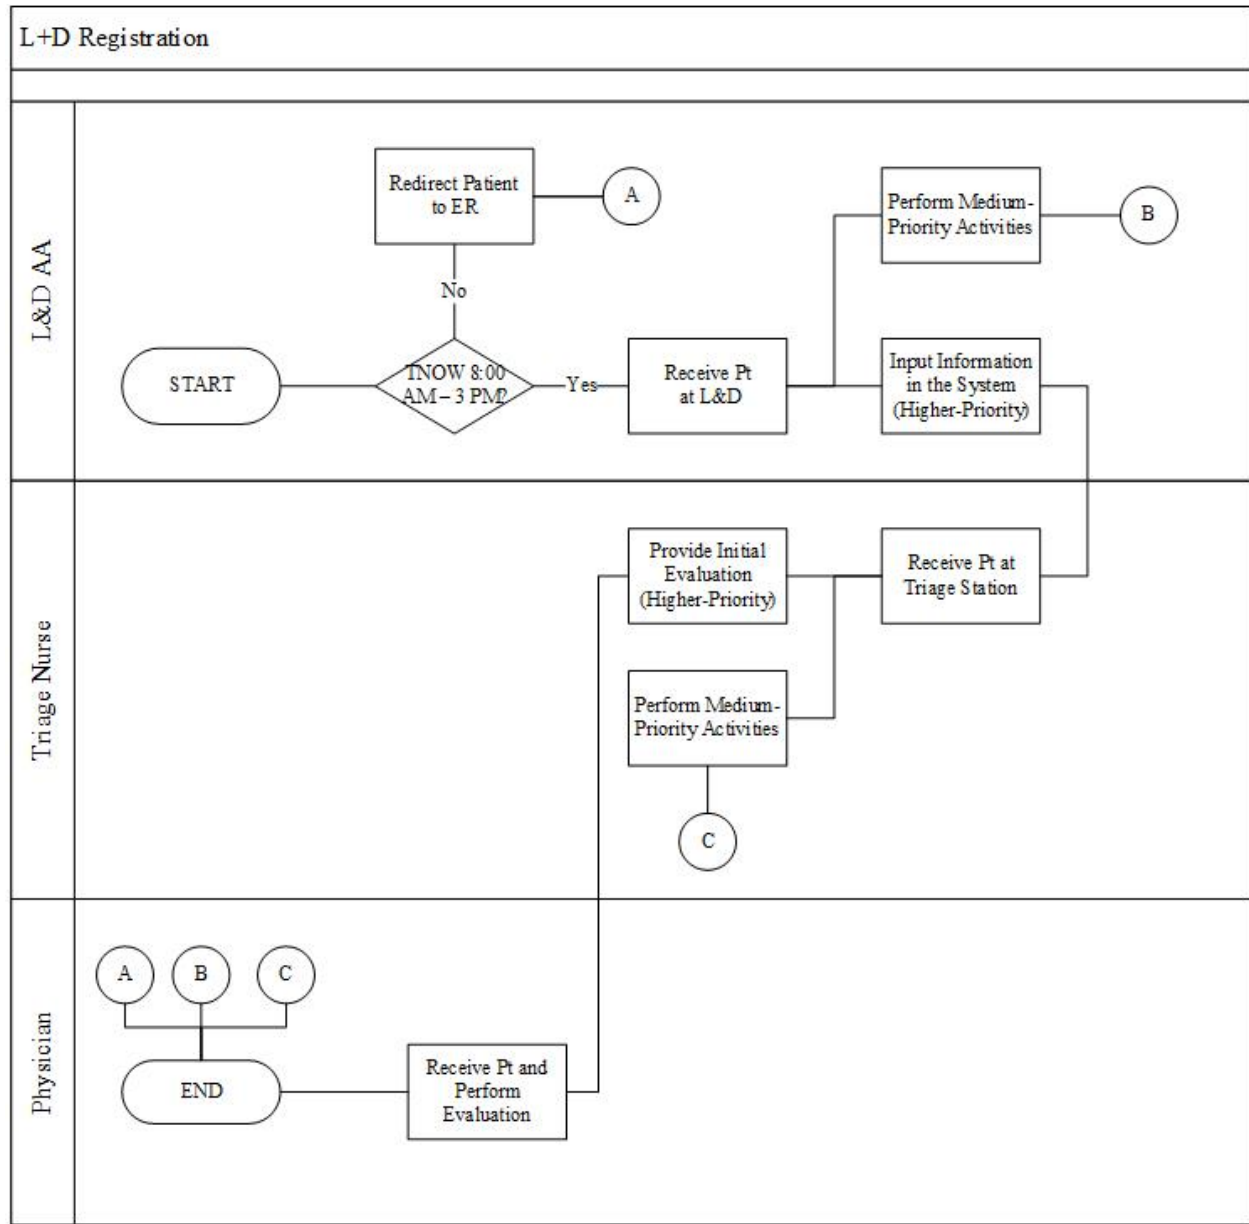 L+D Registration
L&D AA
Redirect Patient
to ER
A
Perform Medium-
Priority Activities
B
No
START
TNOW 8:00
AM – 3 PM?
Yes
Receive Pt
at L&D
Input Information
in the System
(Higher-Priority)
Triage Nurse
Provide Initial
Evaluation
(Higher-Priority)
Receive Pt at
Triage Station
Perform Medium-
Priority Activities
C
Physician
A
B
C
END
Receive Pt and
Perform
Evaluation